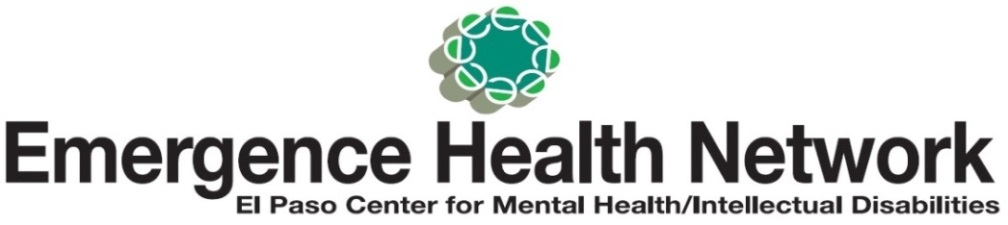 Emergence Health Network
El Paso Center for Mental Health/Intellectual Disabilities